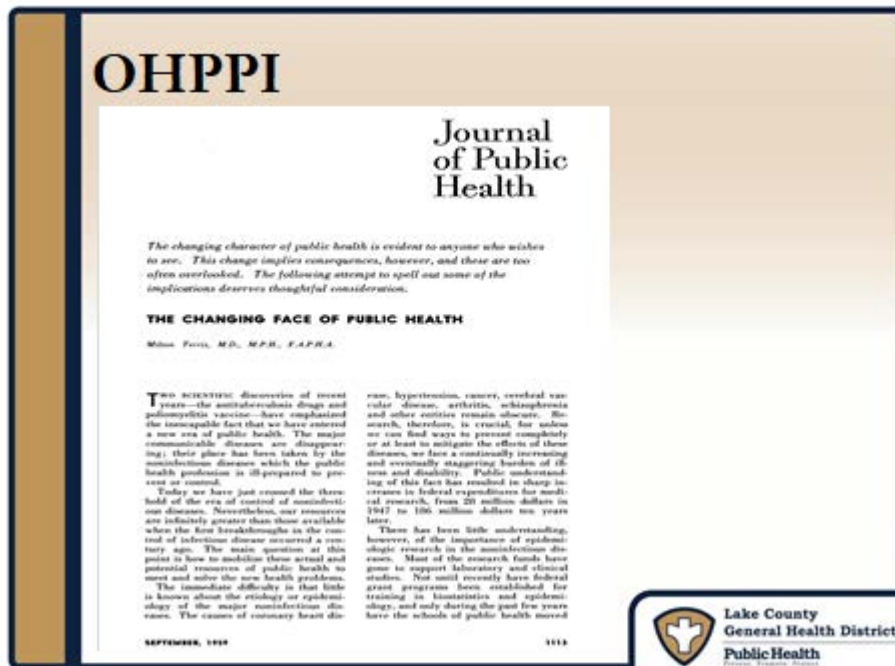 OHPPI
Journal
of Public
Health
The changing character of public health is evident to anyone who wishes
to see. This change implies consequences, however, and these are too
often overlooked. The following attempt to spell out some of the
implications deserves thoughtful consideration.
THE CHANGING FACE OF PUBLIC HEALTH
Milton Terris, M.D., M.P.H., F.A.P.H.A.
TWO SCIENTIFIC discoveries of recent
years—the antituberculosis drugs and
poliomyelitis vaccine—have emphasized
the inescapable fact that we have entered
a new era of public health. The major
communicable diseases are disappear-
ing; their place has been taken by the
noninfectious diseases which the public
health profession is ill-prepared to pre-
vent or control.
Today we have just crossed the thres-
hold of the era of control of noninfecti-
ous diseases. Nevertheless, our resources
are infinitely greater than those available
when the first breakthroughs in the con-
trol of infectious disease occurred a cen-
tury ago. The main question at this
point is how to mobilize these actual and
potential resources of public health to
meet and solve the new health problems.
The immediate difficulty is that little
is known about the etiology or epidemi-
ology of the major noninfectious dis-
eases. The causes of coronary heart dis-
ease, hypertension, cancer, cerebral vas-
cular disease, arthritis, schizophrenia
and other entities remain obscure. Re-
search, therefore, is crucial, for unless
we can find ways to prevent completely
or at least to mitigate the effects of these
diseases, we face a continually increasing
and eventually staggering burden of ill-
ness and disability. Public understand-
ing of this fact has resulted in sharp in-
creases in federal expenditures for medi-
cal research, from 28 million dollars in
1947 to 186 million dollars ten years
later.
There has been little understanding,
however, of the importance of epidemi-
ologic research in the noninfectious dis-
eases. Most of the research funds have
gone to support laboratory and clinical
studies. Not until recently have federal
grant programs been established for
training in biostatistics and epidemi-
ology, and only during the past few years
have the schools of public health moved
SEPTEMBER, 1959
1113
Lake County
General Health District
Public Health